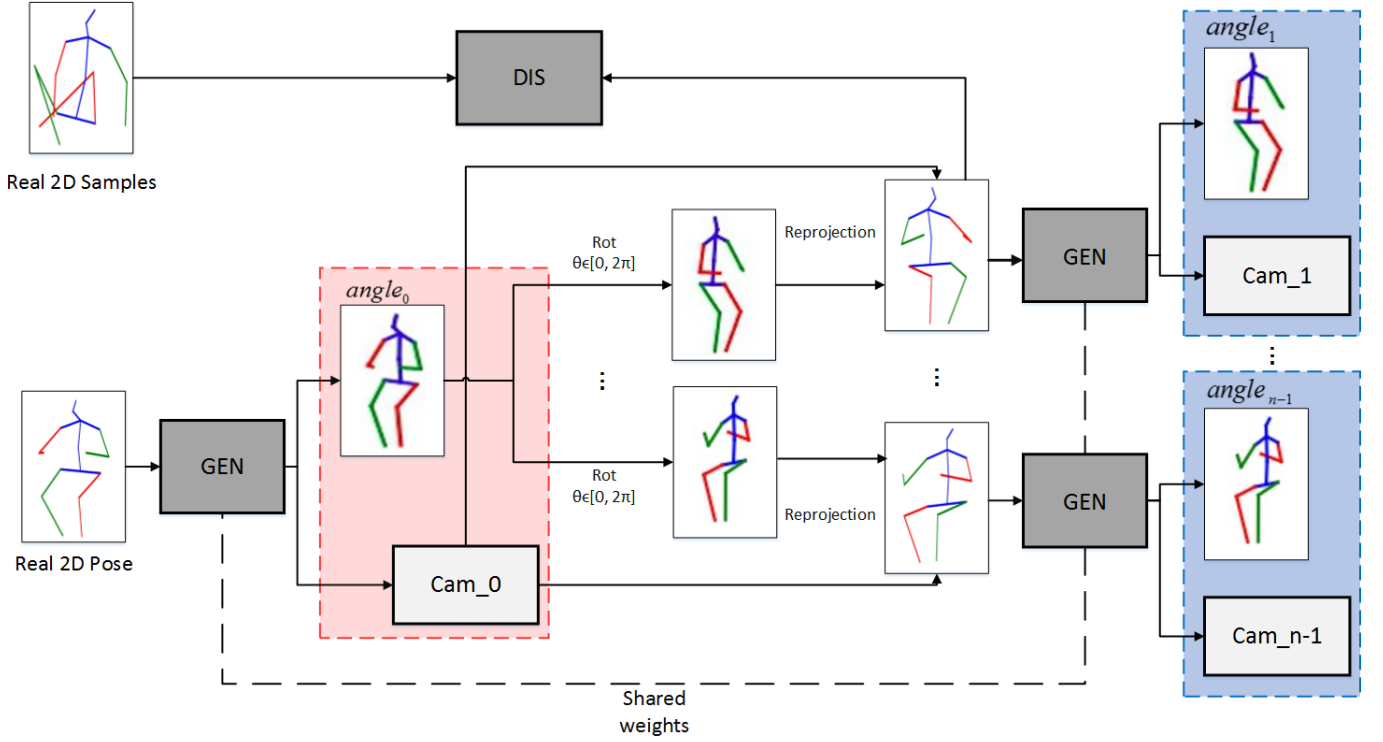 DIS
angle₁
Real 2D Samples
Rot
θϵ[0, 2π]
Reprojection
GEN
Cam_1
angle₀
⋮
⋮
⋮
angleₙ₋₁
GEN
Rot
θϵ[0, 2π]
Reprojection
GEN
Real 2D Pose
Cam_0
Cam_n-1
Shared
weights